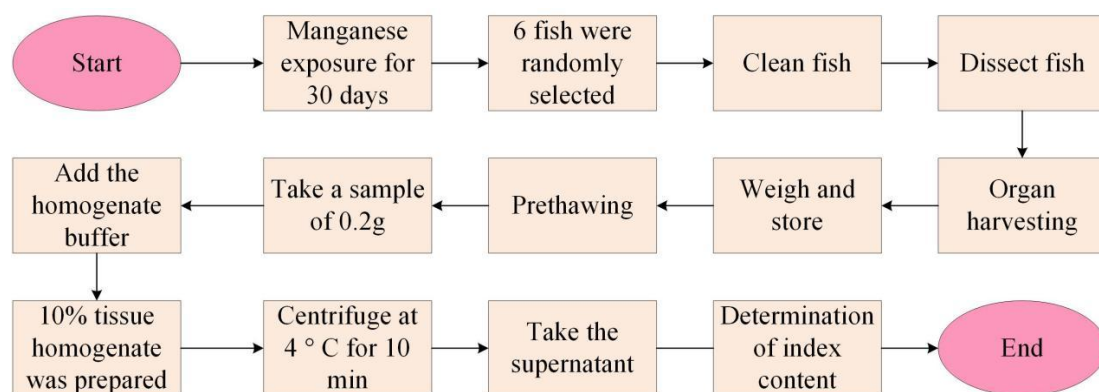 Start
Manganese
exposure for
30 days
6 fish were
randomly
selected
Clean fish
Dissect fish
Organ
harvesting
Weigh and
store
Prethawing
Take a sample
of 0.2g
Add the
homogenate
buffer
10% tissue
homogenate
was prepared
Centrifuge at
4 ° C for 10
min
Take the
supernatant
Determination
of index
content
End